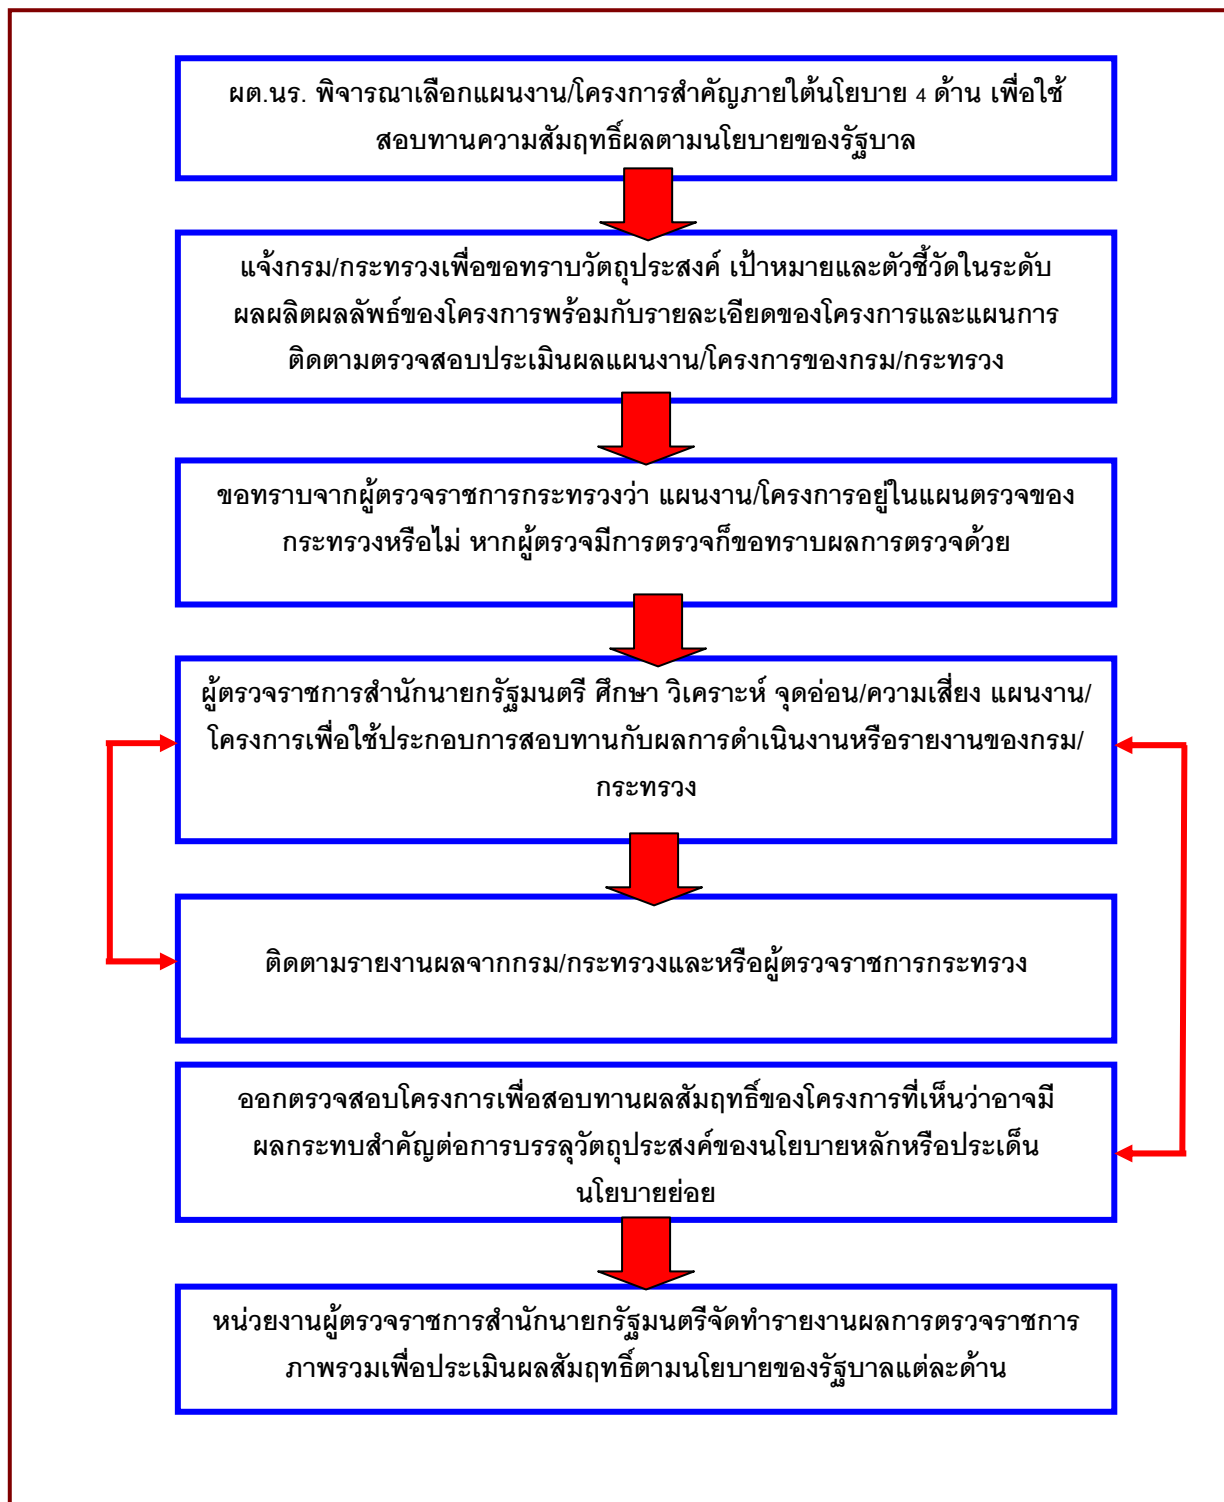 ผต.นร. พิจารณาเลือกแผนงาน/โครงการสำคัญภายใต้นโยบาย 4 ด้าน เพื่อใช้
สอบทานความสัมฤทธิ์ผลตามนโยบายของรัฐบาล
แจ้งกรม/กระทรวงเพื่อขอทราบวัตถุประสงค์ เป้าหมายและตัวชี้วัดในระดับ
ผลผลิตผลลัพธ์ของโครงการพร้อมกับรายละเอียดของโครงการและแผนการ
ติดตามตรวจสอบประเมินผลแผนงาน/โครงการของกรม/กระทรวง
ขอทราบจากผู้ตรวจราชการกระทรวงว่า แผนงาน/โครงการอยู่ในแผนตรวจของ
กระทรวงหรือไม่ หากผู้ตรวจมีการตรวจก็ขอทราบผลการตรวจด้วย
ผู้ตรวจราชการสำนักนายกรัฐมนตรี ศึกษา วิเคราะห์ จุดอ่อน/ความเสี่ยง แผนงาน/
โครงการเพื่อใช้ประกอบการสอบทานกับผลการดำเนินงานหรือรายงานของกรม/
กระทรวง
ติดตามรายงานผลจากกรม/กระทรวงและหรือผู้ตรวจราชการกระทรวง
ออกตรวจสอบโครงการเพื่อสอบทานผลสัมฤทธิ์ของโครงการที่เห็นว่าอาจมี
ผลกระทบสำคัญต่อการบรรลุวัตถุประสงค์ของนโยบายหลักหรือประเด็น
นโยบายย่อย
หน่วยงานผู้ตรวจราชการสำนักนายกรัฐมนตรีจัดทำรายงานผลการตรวจราชการ
ภาพรวมเพื่อประเมินผลสัมฤทธิ์ตามนโยบายของรัฐบาลแต่ละด้าน